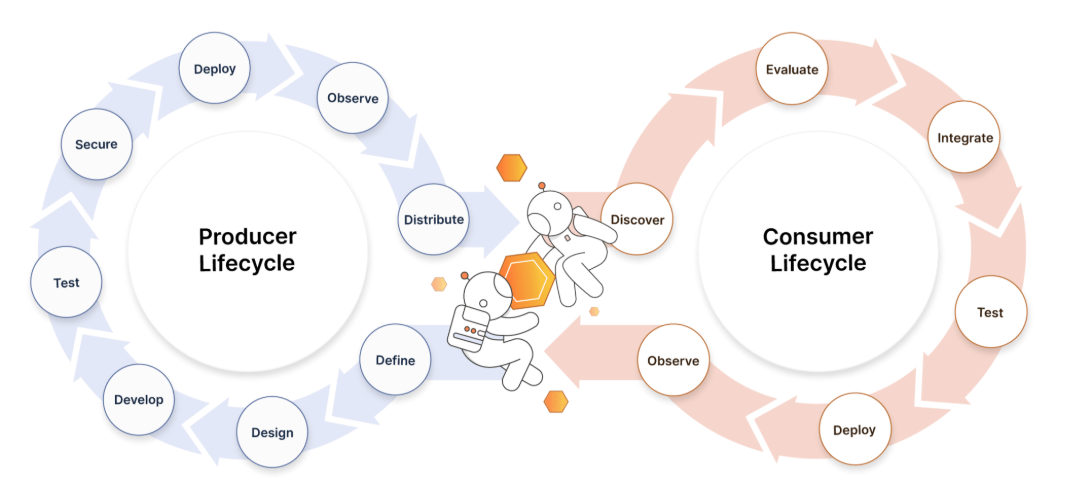 Producer
Lifecycle
Define
Design
Develop
Test
Secure
Deploy
Observe
Distribute
Consumer
Lifecycle
Discover
Evaluate
Integrate
Test
Deploy
Observe